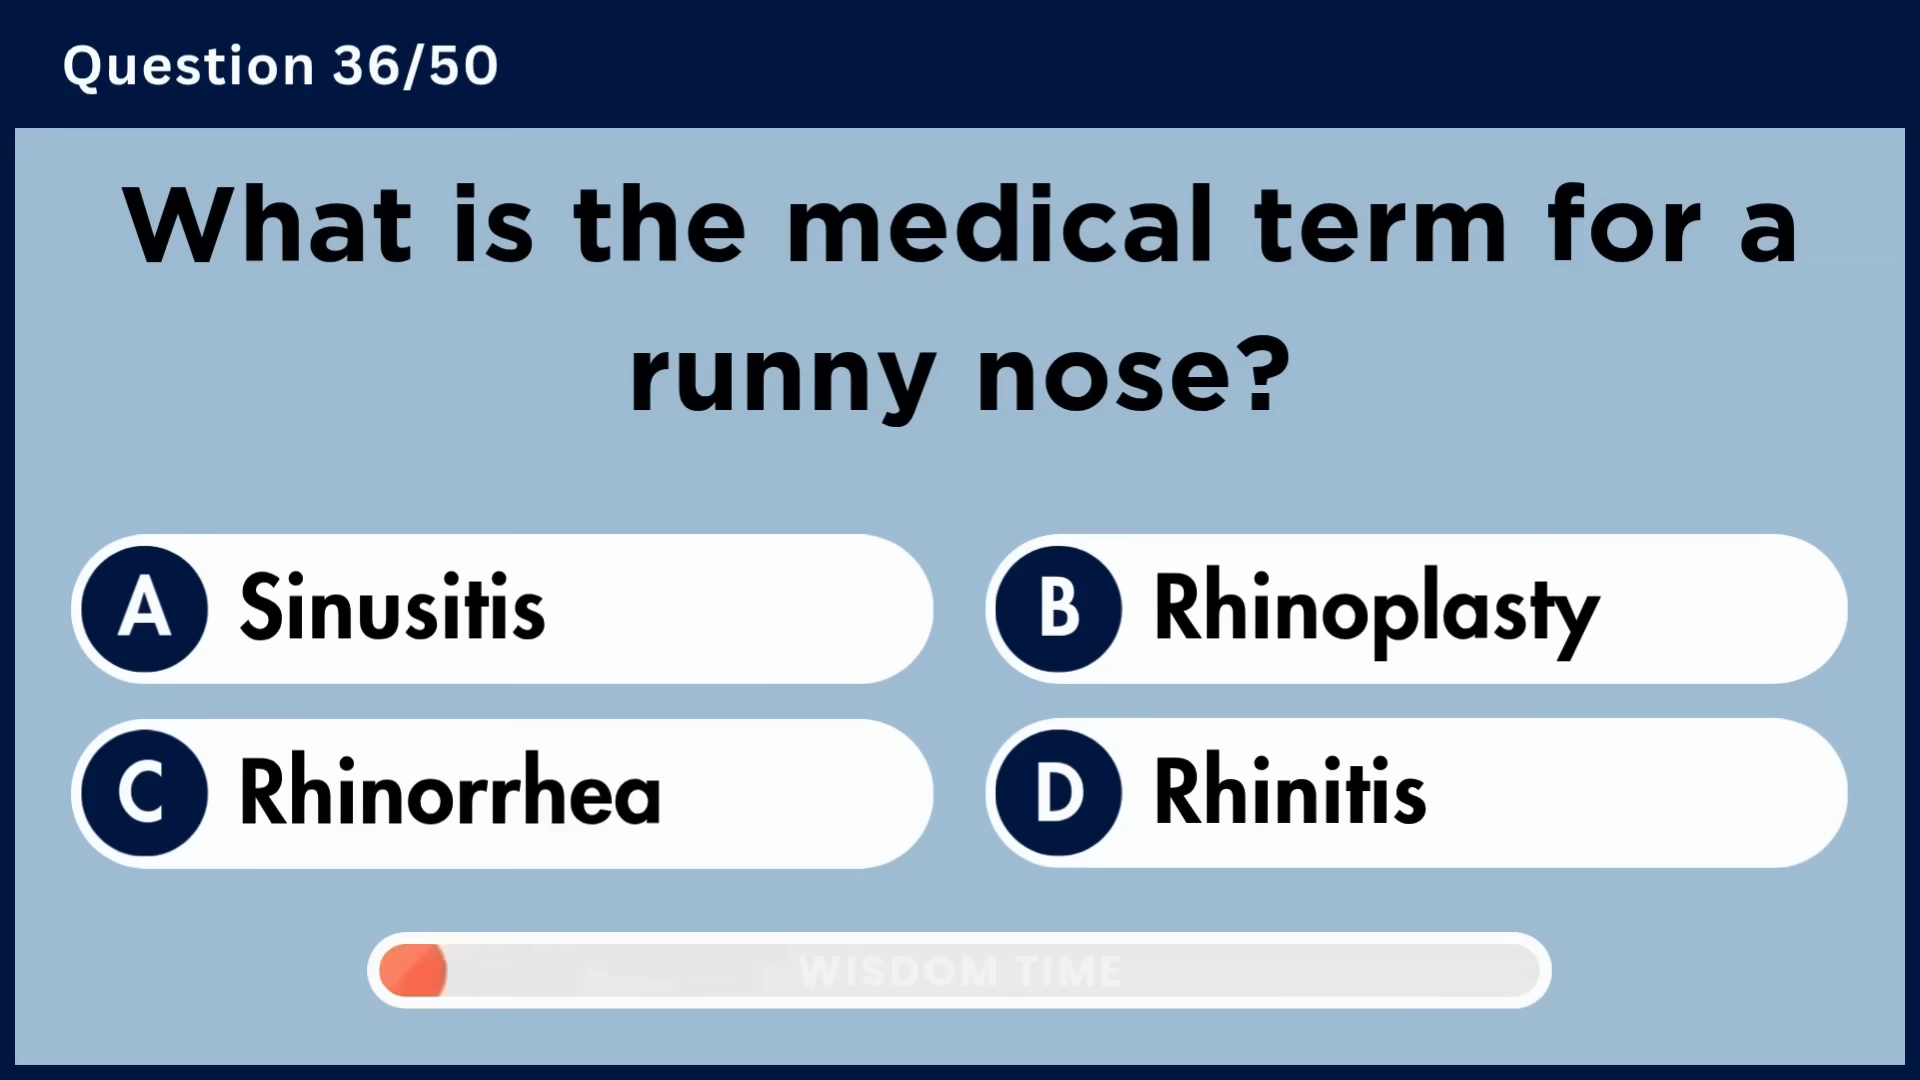 Question 36/50
What is the medical term for a
runny nose?
A Sinusitis
B Rhinoplasty
C Rhinorrhea
D Rhinitis
WISDOM TIME